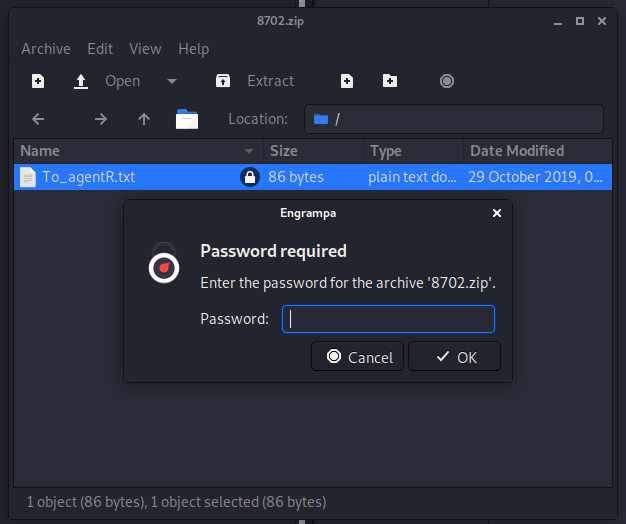 8702.zip
Archive Edit View Help
Open Extract
Location: /
Name Size Type Date Modified
To_agentR.txt 86 bytes plain text do... 29 October 2019, 0...
Engrampa
Password required
Enter the password for the archive '8702.zip'.
Password:
Cancel OK
1 object (86 bytes), 1 object selected (86 bytes)